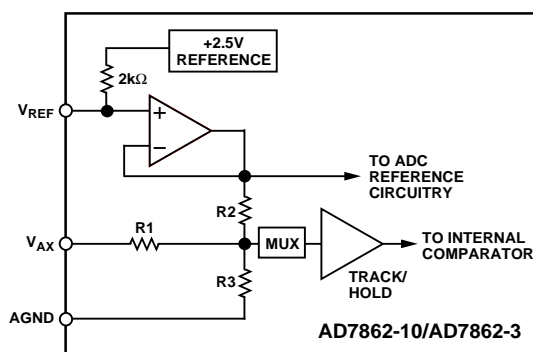 +2.5V
REFERENCE
2kΩ
VREF
+
−
TO ADC
REFERENCE
CIRCUITRY
R2
VAX
R1
MUX
TO INTERNAL
COMPARATOR
TRACK/
HOLD
R3
AGND
AD7862-10/AD7862-3